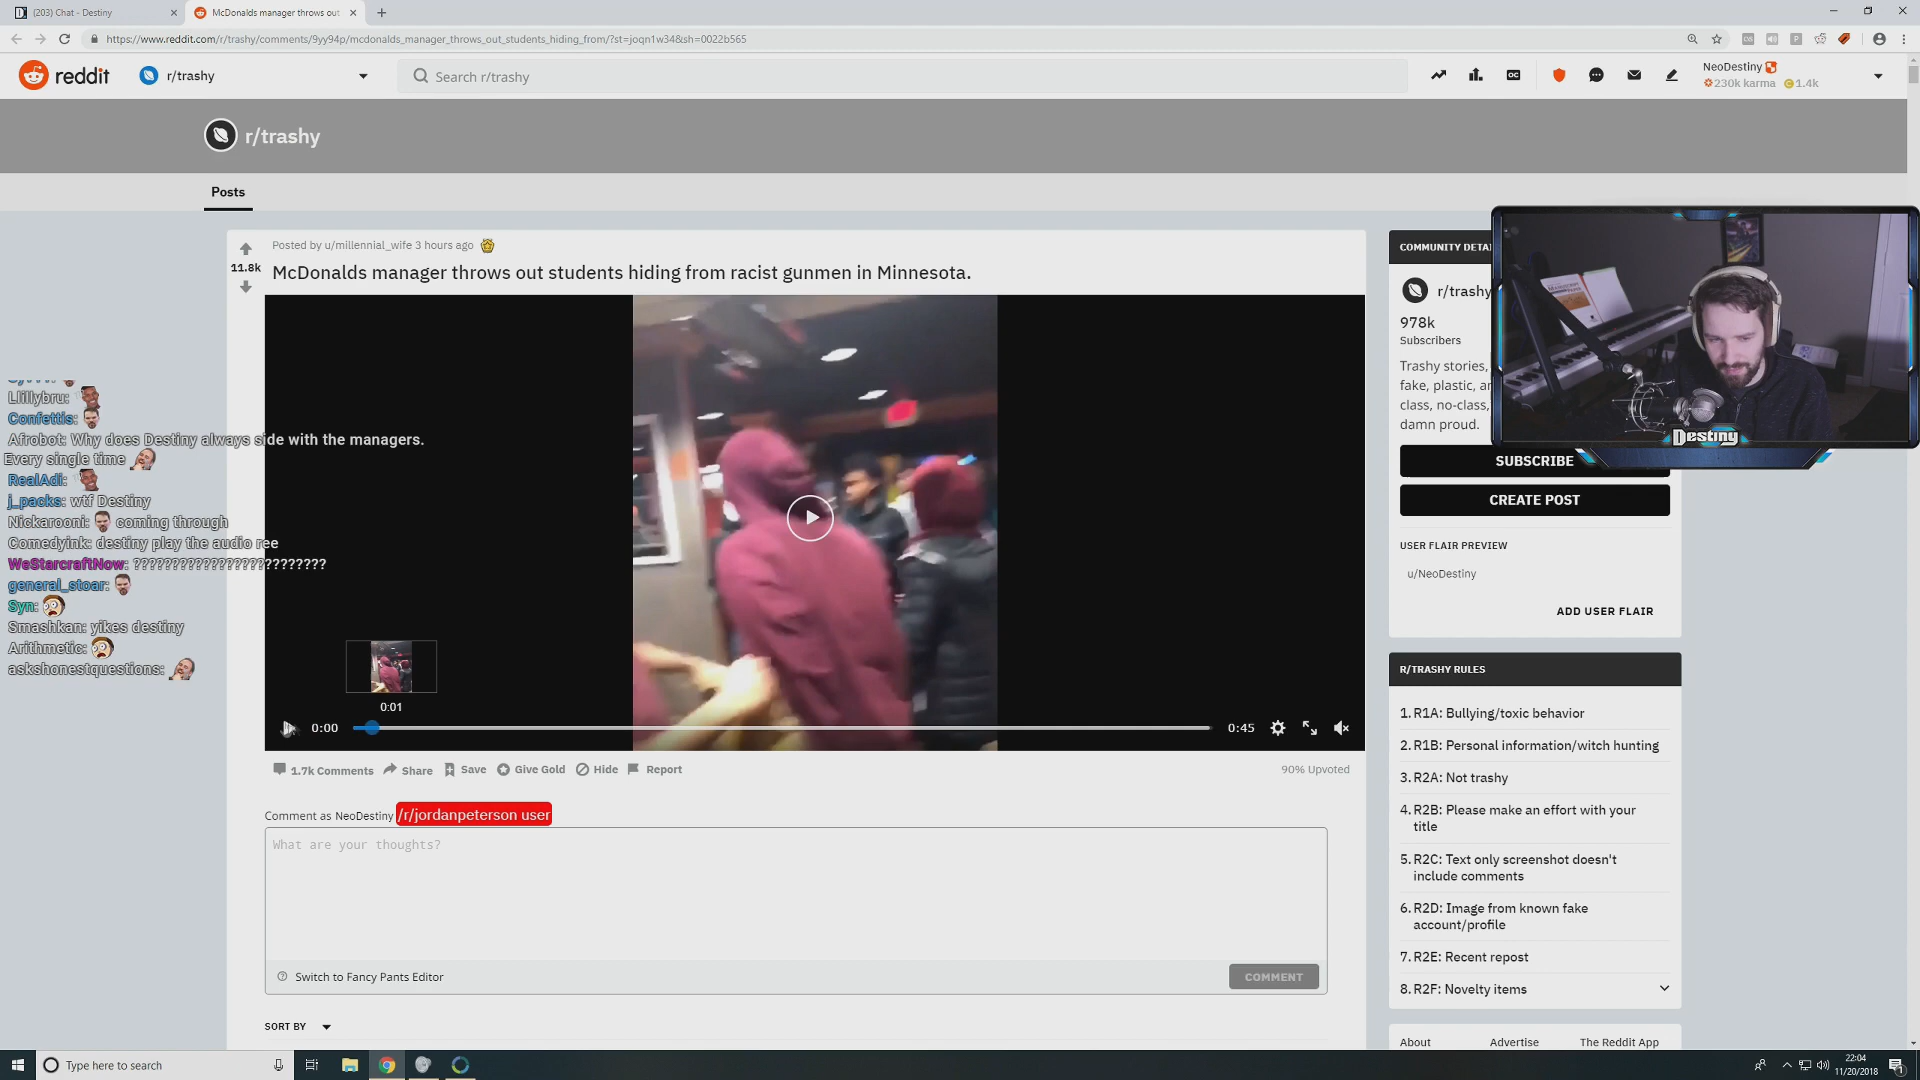 (203) Chat - Destiny
McDonalds manager throws out
https://www.reddit.com/r/trashy/comments/9yy94p/mcdonalds_manager_throws_out_students_hiding_from/?st=joqn1w34&sh=0022b565
reddit
r/trashy
Search r/trashy
NeoDestiny
230k karma
1.4k
r/trashy
Posts
Posted by u/millennial_wife 3 hours ago
11.8k
McDonalds manager throws out students hiding from racist gunmen in Minnesota.
Llillybru:
Confettis:
Afrobot: Why does Destiny always side with the managers.
Every single time
RealAdi:
j_packs: wtf Destiny
Nickarooni: coming through
Comedyink: destiny play the audio ree
WeStarcraftNow: ?????????????????????????
general_stoar:
Syn:
Smashkan: yikes destiny
Arithmetic:
askshonestquestions:
0:01
0:00
0:45
1.7k Comments
Share
Save
Give Gold
Hide
Report
90% Upvoted
Comment as NeoDestiny /r/jordanpeterson user
What are your thoughts?
Switch to Fancy Pants Editor
COMMENT
SORT BY
COMMUNITY DETA
r/trashy
978k
Subscribers
Trashy stories,
fake, plastic, a
class, no-class,
damn proud.
Destiny
SUBSCRIBE
CREATE POST
USER FLAIR PREVIEW
u/NeoDestiny
ADD USER FLAIR
R/TRASHY RULES
1. R1A: Bullying/toxic behavior
2. R1B: Personal information/witch hunting
3. R2A: Not trashy
4. R2B: Please make an effort with your
title
5. R2C: Text only screenshot doesn't
include comments
6. R2D: Image from known fake
account/profile
7. R2E: Recent repost
8. R2F: Novelty items
About
Advertise
The Reddit App
Type here to search
22:04
11/20/2018